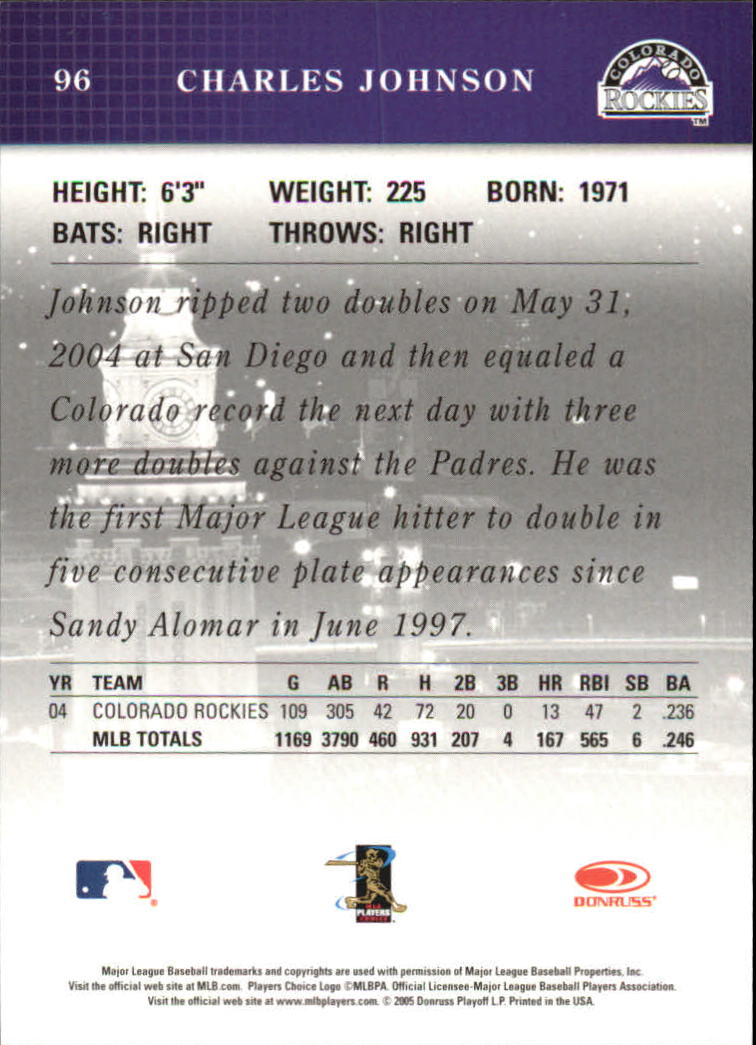 96 CHARLES JOHNSON
COLORADO
ROCKIES
TM
HEIGHT: 6'3" WEIGHT: 225 BORN: 1971
BATS: RIGHT THROWS: RIGHT
Johnson ripped two doubles on May 31,
2004 at San Diego and then equaled a
Colorado record the next day with three
more doubles against the Padres. He was
the first Major League hitter to double in
five consecutive plate appearances since
Sandy Alomar in June 1997.
YR TEAM G AB R H 2B 3B HR RBI SB BA
04 COLORADO ROCKIES 109 305 42 72 20 0 13 47 2 .236
MLB TOTALS 1169 3790 460 931 207 4 167 565 6 .246
MLB
PLAYERS
CHOICE
DONRUSS®
Major League Baseball trademarks and copyrights are used with permission of Major League Baseball Properties, Inc.
Visit the official web site at MLB.com. Players Choice Logo ©MLBPA. Official Licensee-Major League Baseball Players Association.
Visit the official web site at www.mlbplayers.com. © 2005 Donruss Playoff L.P. Printed in the USA.